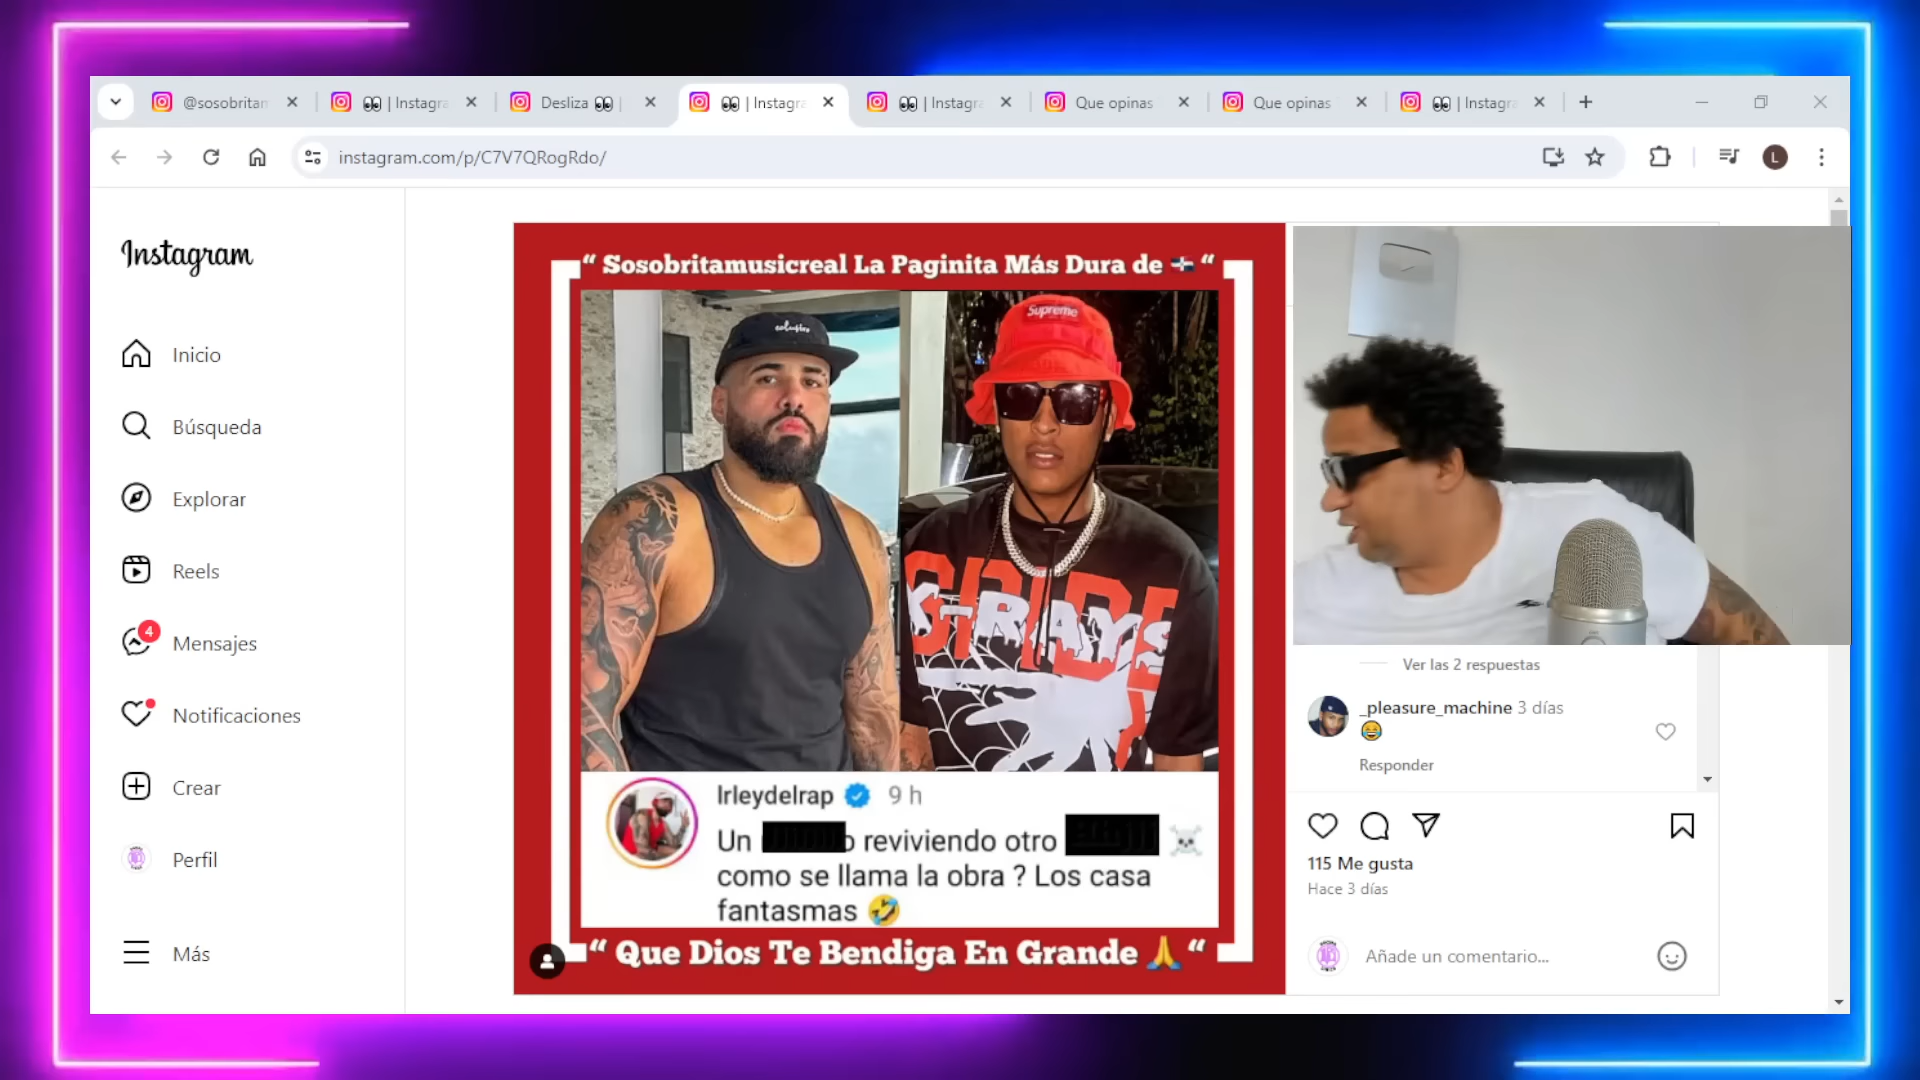 @sosobritam
| Instagra
Desliza
| Instagra
| Instagra
Que opinas
Que opinas
| Instagra
instagram.com/p/C7V7QRogRdo/
L
Instagram
Inicio
Búsqueda
Explorar
Reels
4
Mensajes
Notificaciones
Crear
Perfil
Más
“ Sosobritamusicreal La Paginita Más Dura de 🇩🇴 “
Supreme
X-RAYS
Irleydelrap 9 h
Un o reviviendo otro ☠️
como se llama la obra ? Los casa
fantasmas 🤣
“ Que Dios Te Bendiga En Grande 🙏 “
Ver las 2 respuestas
_pleasure_machine 3 días
😂
Responder
115 Me gusta
Hace 3 días
Añade un comentario...